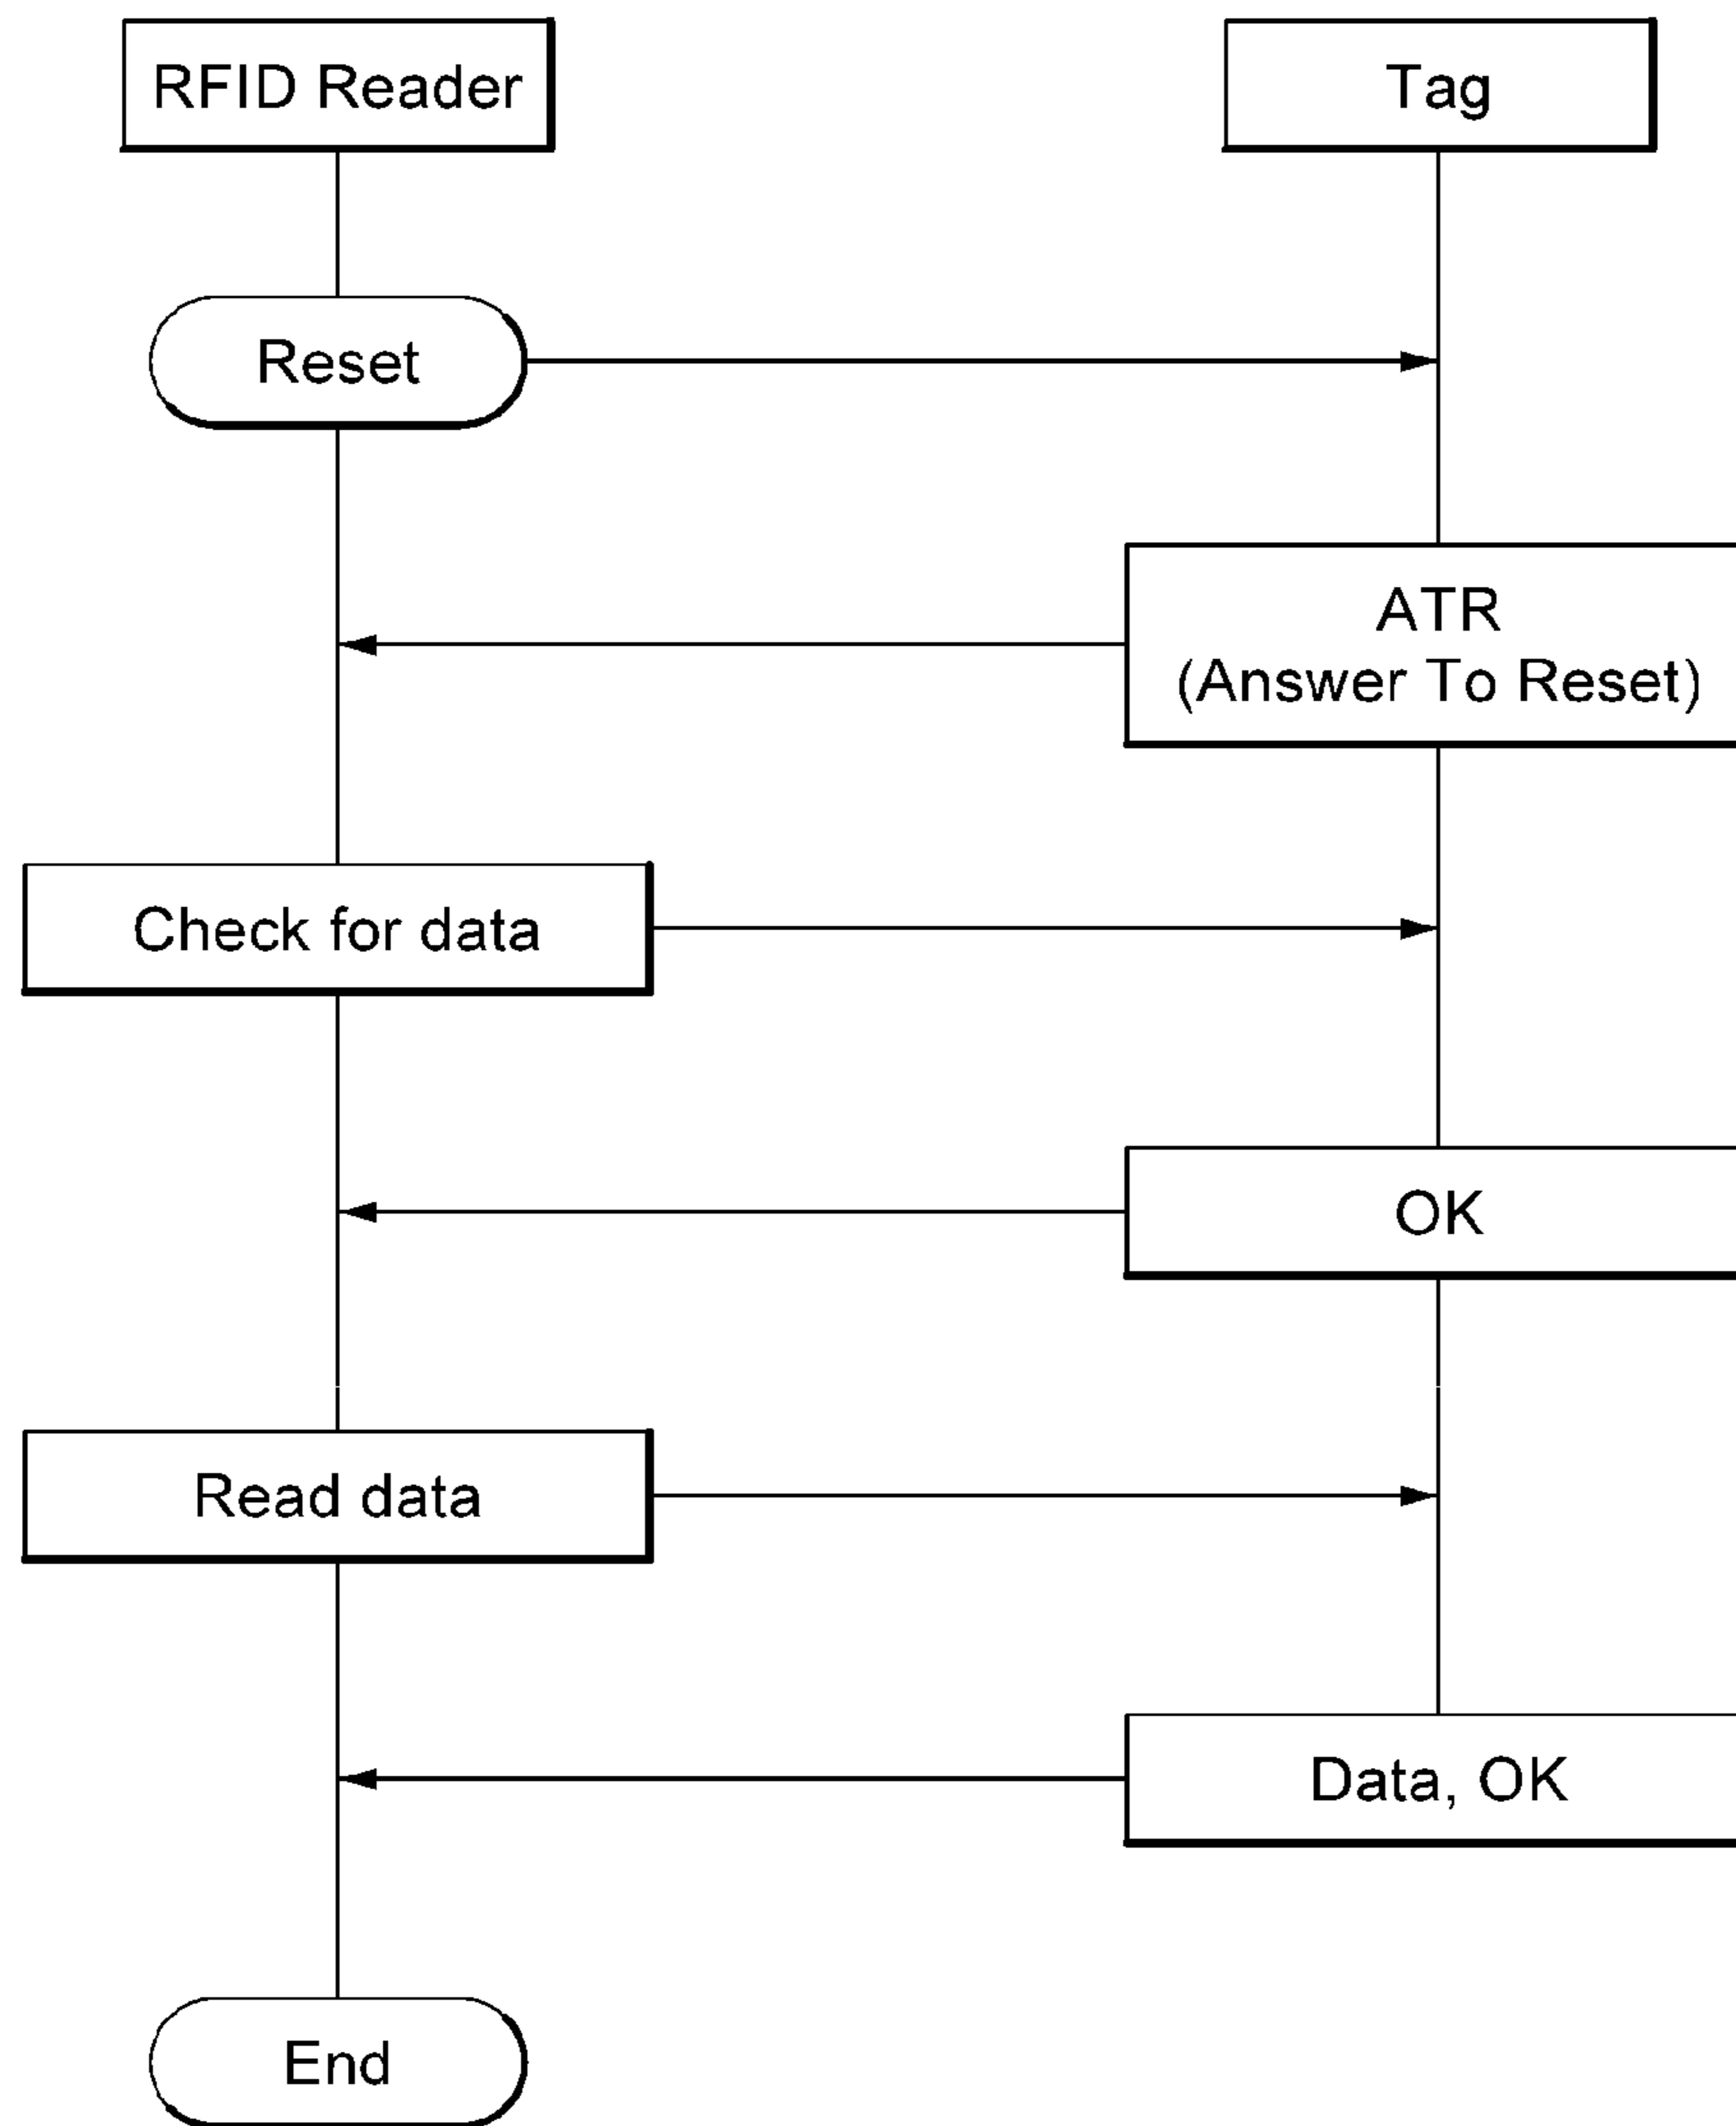 RFID Reader
Tag
Reset
ATR
(Answer To Reset)
Check for data
OK
Read data
Data, OK
End